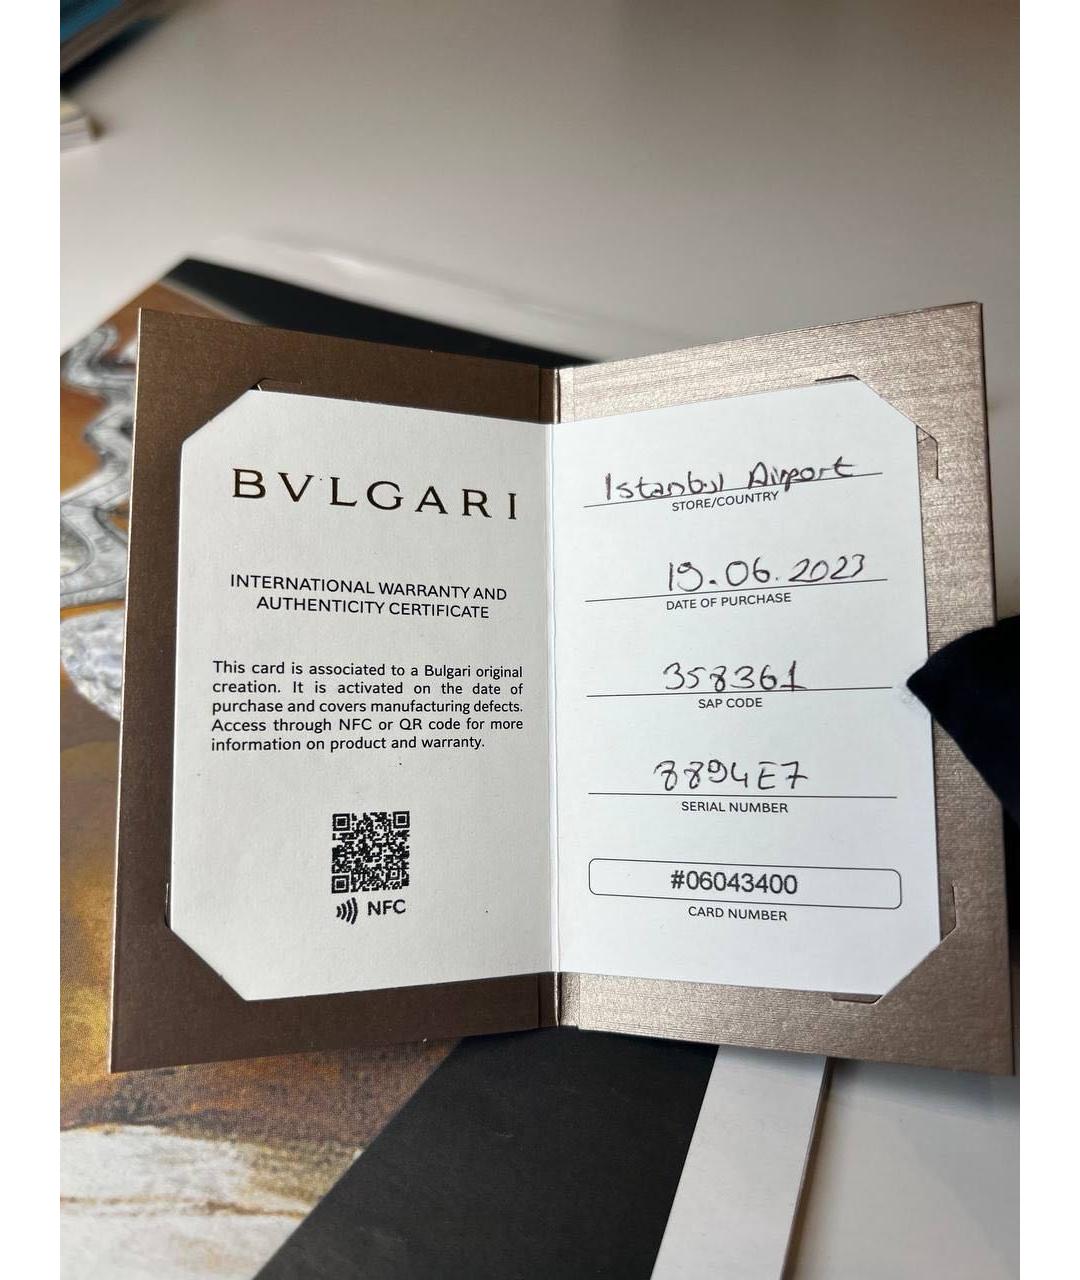 BVLGARI
INTERNATIONAL WARRANTY AND
AUTHENTICITY CERTIFICATE
This card is associated to a Bulgari original
creation. It is activated on the date of
purchase and covers manufacturing defects.
Access through NFC or QR code for more
information on product and warranty.
NFC
Istanbul Airport
STORE/COUNTRY
19.06.2023
DATE OF PURCHASE
358361
SAP CODE
8894E7
SERIAL NUMBER
#06043400
CARD NUMBER